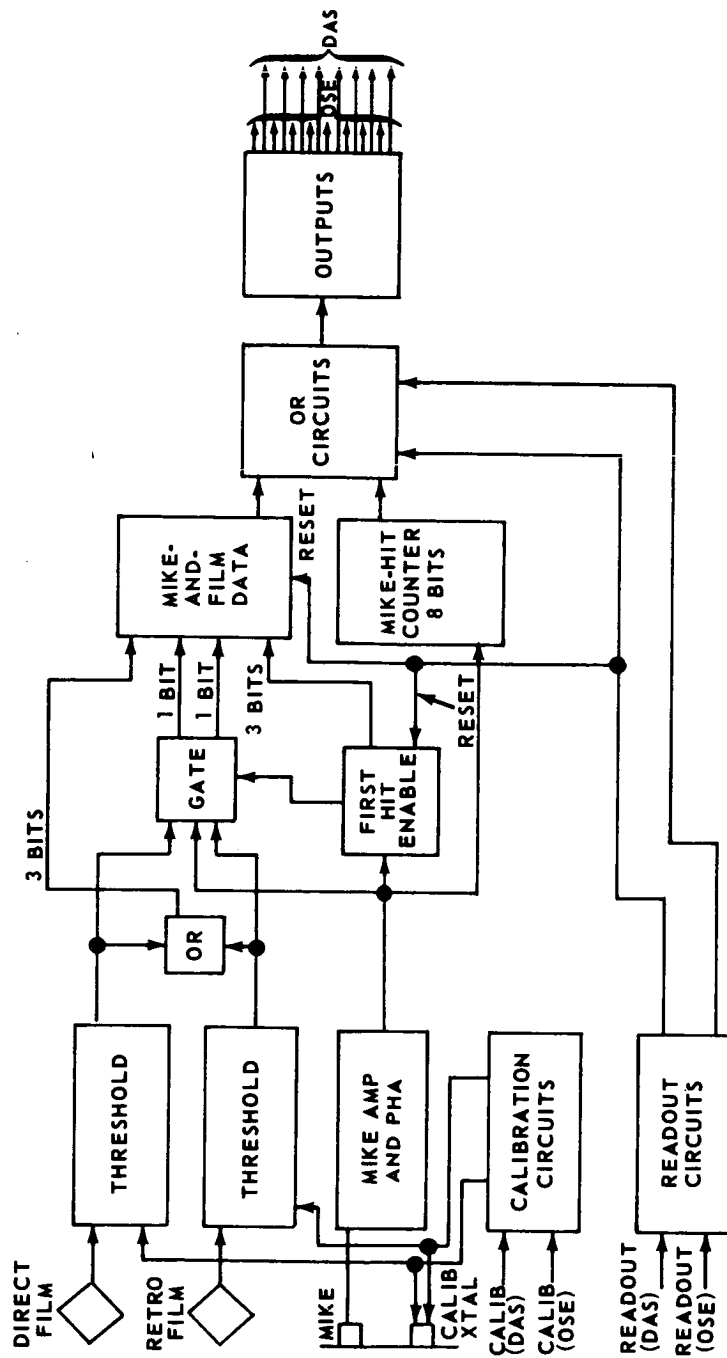 DIRECT
FILM
RETRO
FILM
MIKE
CALIB
XTAL
CALIB
(DAS)
CALIB
(OSE)
READOUT
(DAS)
READOUT
(OSE)
THRESHOLD
THRESHOLD
MIKE AMP
AND PHA
CALIBRATION
CIRCUITS
READOUT
CIRCUITS
OR
3 BITS
GATE
FIRST
HIT
ENABLE
1 BIT
1 BIT
3 BITS
RESET
MIKE-
AND-
FILM
DATA
RESET
MIKE-HIT
COUNTER
8 BITS
OR
CIRCUITS
OUTPUTS
OSE
DAS